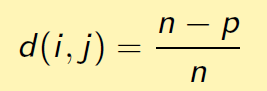 d(i, j) = (n − p) / n